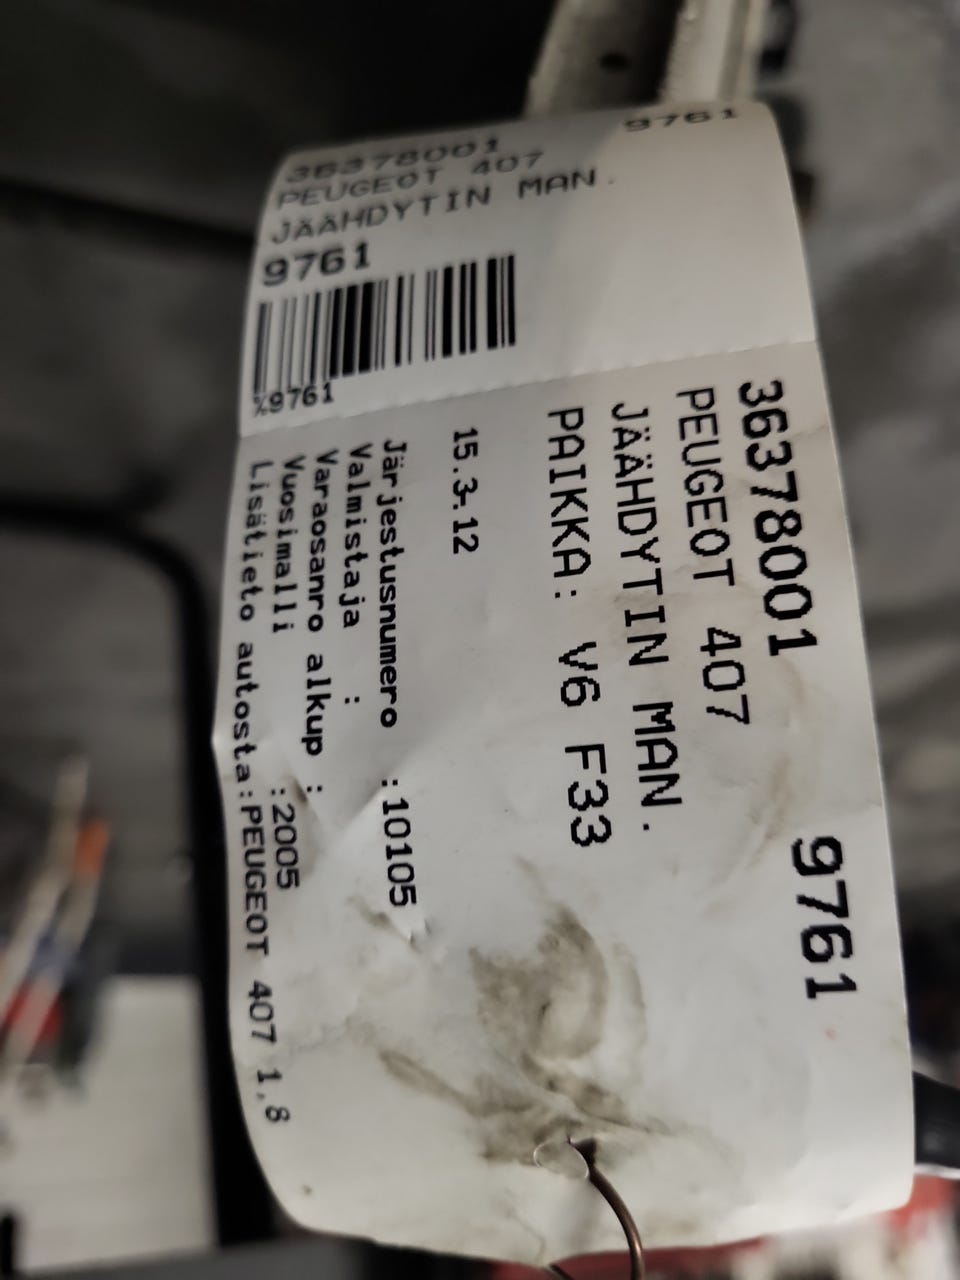 36378001 9761
PEUGEOT 407
JÄÄHDYTIN MAN.
9761
%9761
36378001 9761
PEUGEOT 407
JÄÄHDYTIN MAN.
PAIKKA: V6 F33
15.3.12
Järjestusnumero :10105
Valmistaja :
Varaosanro alkup :
Vuosimalli :2005
Lisätieto autosta:PEUGEOT 407 1,8